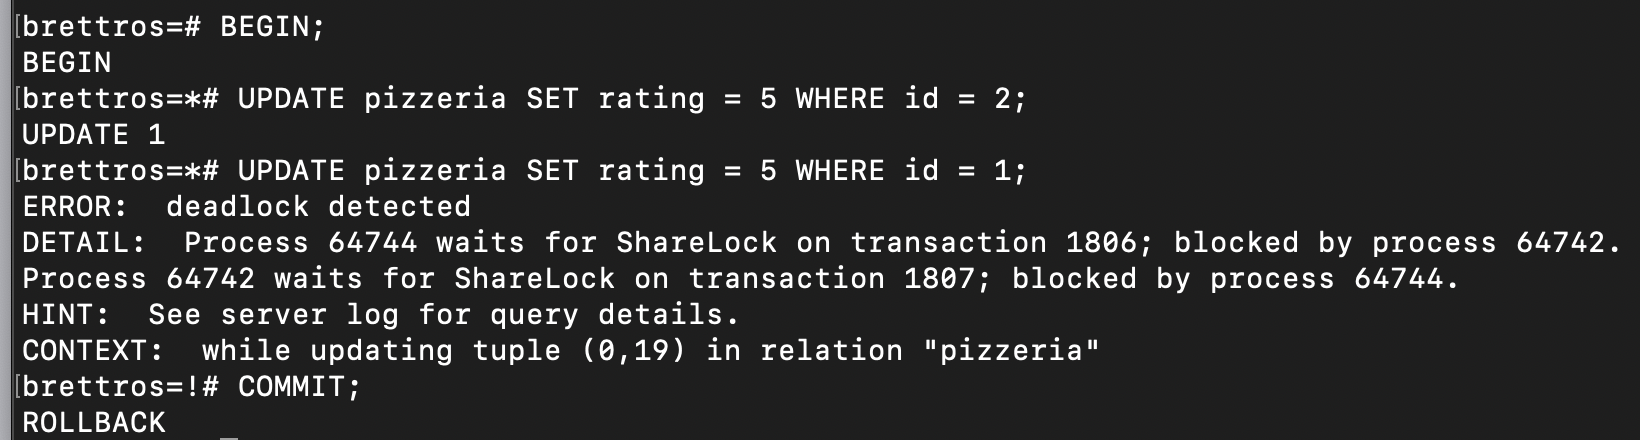 [brettros=# BEGIN;
BEGIN
[brettros=*# UPDATE pizzeria SET rating = 5 WHERE id = 2;
UPDATE 1
[brettros=*# UPDATE pizzeria SET rating = 5 WHERE id = 1;
ERROR:  deadlock detected
DETAIL:  Process 64744 waits for ShareLock on transaction 1806; blocked by process 64742.
Process 64742 waits for ShareLock on transaction 1807; blocked by process 64744.
HINT:  See server log for query details.
CONTEXT:  while updating tuple (0,19) in relation "pizzeria"
[brettros=!# COMMIT;
ROLLBACK